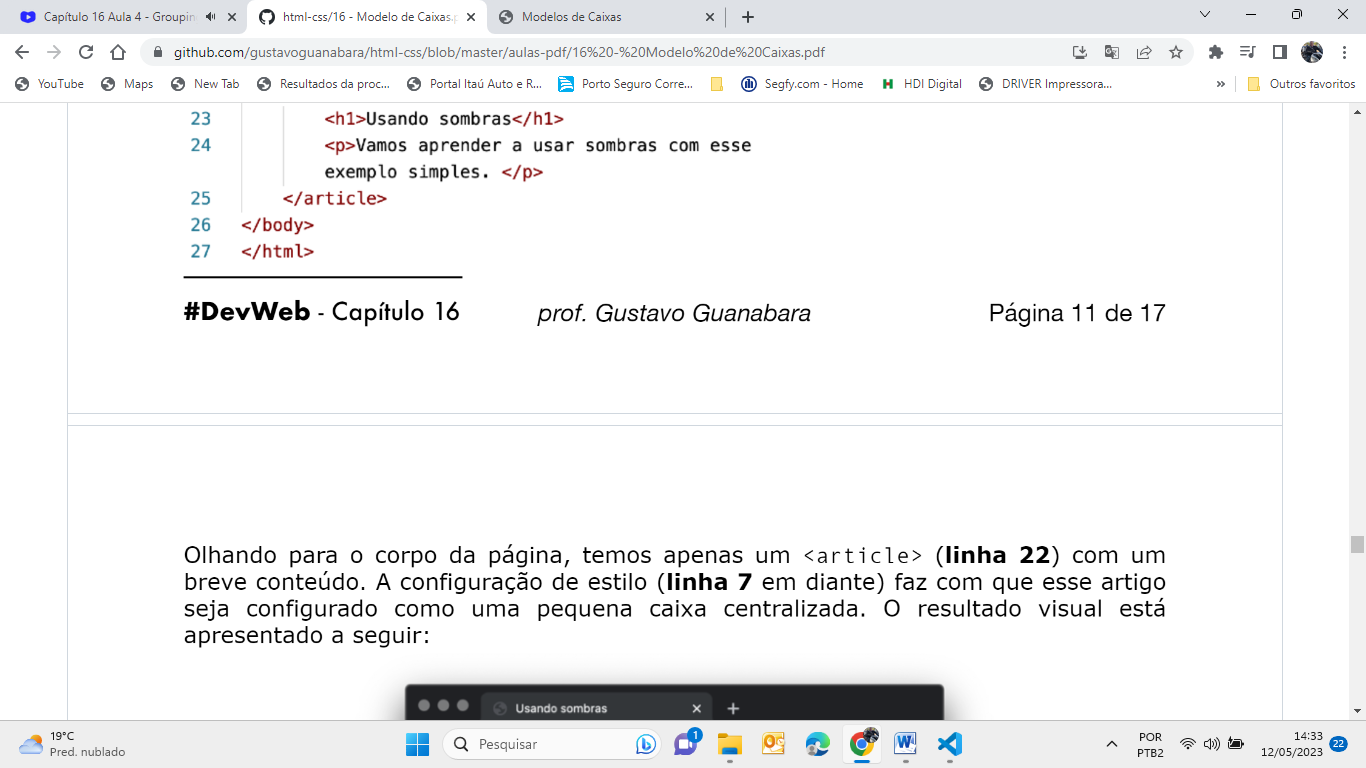 Capítulo 16 Aula 4 - Groupin
html-css/16 - Modelo de Caixas.p
Modelos de Caixas
github.com/gustavoguanabara/html-css/blob/master/aulas-pdf/16%20-%20Modelo%20de%20Caixas.pdf
YouTube
Maps
New Tab
Resultados da proc...
Portal Itaú Auto e R...
Porto Seguro Corre...
Segfy.com - Home
HDI Digital
DRIVER Impressora...
»
Outros favoritos
23 <h1>Usando sombras</h1>
24 <p>Vamos aprender a usar sombras com esse
exemplo simples. </p>
25 </article>
26 </body>
27 </html>
#DevWeb - Capítulo 16 prof. Gustavo Guanabara Página 11 de 17
Olhando para o corpo da página, temos apenas um <article> (linha 22) com um
breve conteúdo. A configuração de estilo (linha 7 em diante) faz com que esse artigo
seja configurado como uma pequena caixa centralizada. O resultado visual está
apresentado a seguir:
Usando sombras
19°C
Pred. nublado
Pesquisar
1
POR
PTB2
14:33
12/05/2023
22